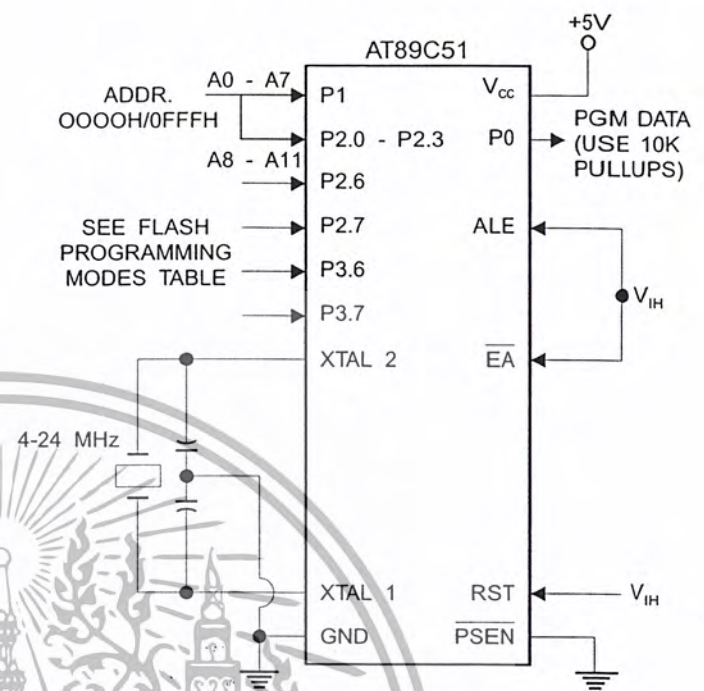 +5V
AT89C51
ADDR.
OOOOH/0FFFH
A0 - A7
A8 - A11
SEE FLASH
PROGRAMMING
MODES TABLE
4-24 MHz
P1
P2.0 - P2.3
P2.6
P2.7
P3.6
P3.7
XTAL 2
XTAL 1
GND
VCC
P0
ALE
EA
RST
PSEN
PGM DATA
(USE 10K
PULLUPS)
VIH
VIH